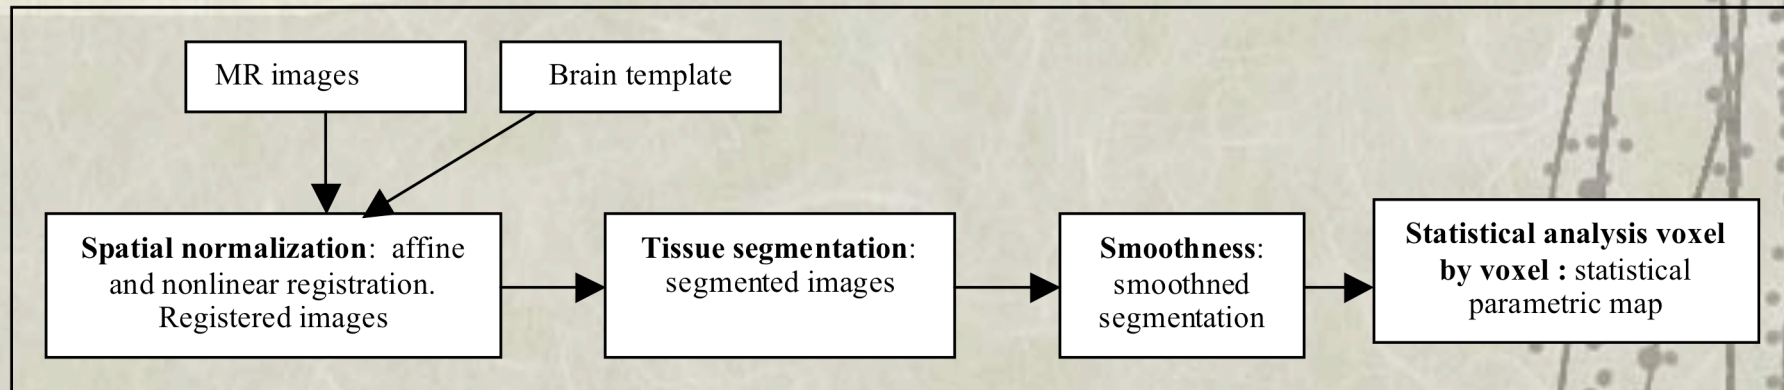 MR images
Brain template
Spatial normalization: affine
and nonlinear registration.
Registered images
Tissue segmentation:
segmented images
Smoothness:
smoothned
segmentation
Statistical analysis voxel
by voxel : statistical
parametric map